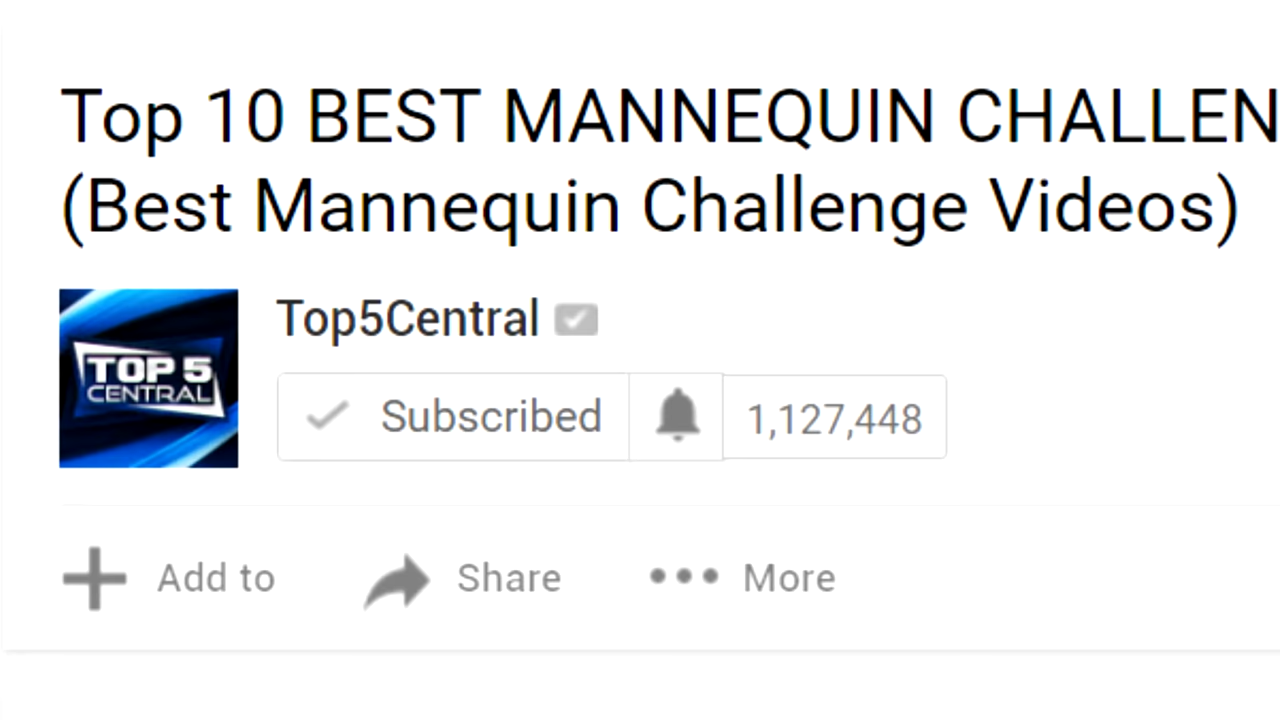 Top 10 BEST MANNEQUIN CHALLEN
(Best Mannequin Challenge Videos)
TOP 5
CENTRAL
Top5Central
Subscribed
1,127,448
Add to
Share
More